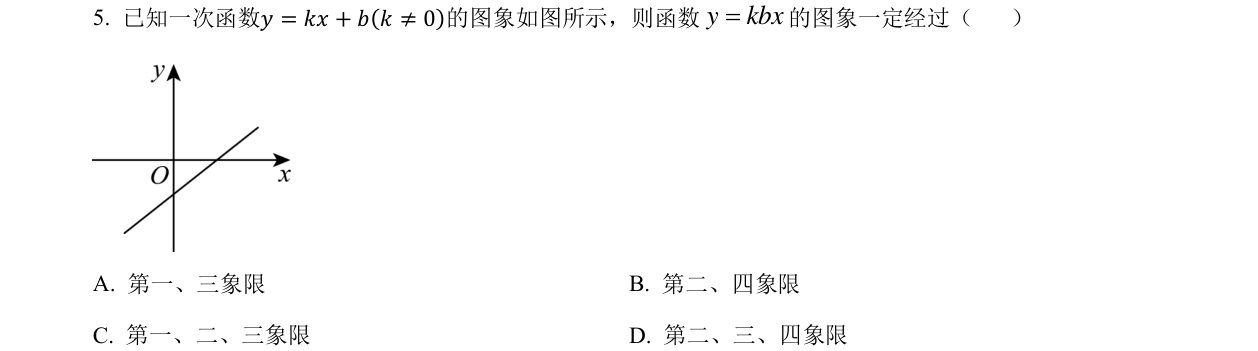 5. 已知一次函数y = kx + b(k ≠ 0)的图象如图所示，则函数 y = kbx 的图象一定经过（    ）
y
O
x
A. 第一、三象限
B. 第二、四象限
C. 第一、二、三象限
D. 第二、三、四象限